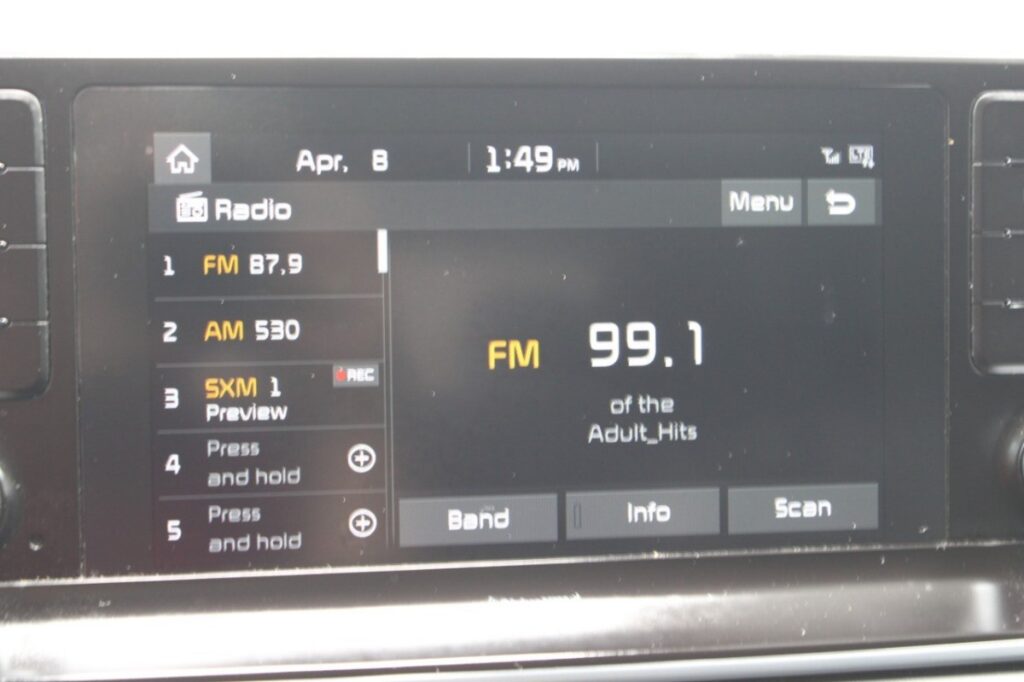 Apr. 8 1:49 PM
Radio Menu
1 FM 87.9
2 AM 530
3 SXM 1 REC
Preview
4 Press
and hold
5 Press
and hold
FM 99.1
of the
Adult_Hits
Band Info Scan